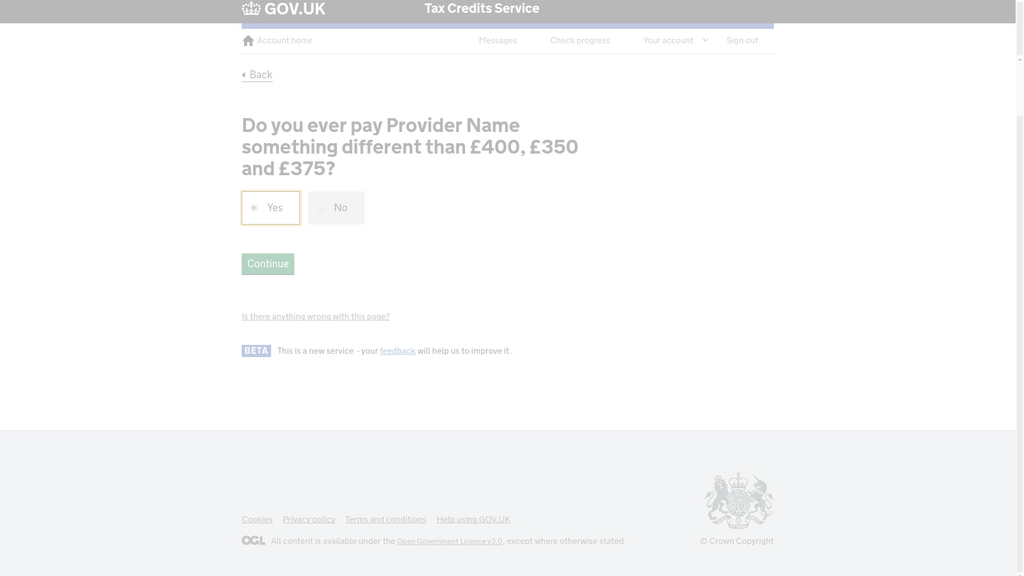 GOV.UK Tax Credits Service
Account home Messages Check progress Your account Sign out
Back
Do you ever pay Provider Name
something different than £400, £350
and £375?
Yes No
Continue
Is there anything wrong with this page?
BETA This is a new service - your feedback will help us to improve it.
Cookies Privacy policy Terms and conditions Help using GOV.UK
OGL All content is available under the Open Government Licence v3.0, except where otherwise stated
© Crown Copyright